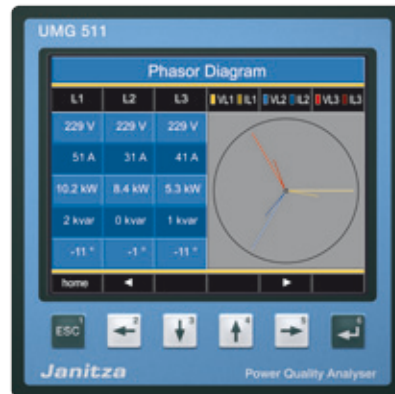 UMG 511
Phasor Diagram
L1 L2 L3 VL1 IL1 VL2 IL2 VL3 IL3
229 V 229 V 229 V
51 A 31 A 41 A
10.2 kW 8.4 kW 5.3 kW
2 kvar 0 kvar 1 kvar
-11 ° -1 ° -11 °
home
ESC 1 2 3 4 5 6
Janitza
Power Quality Analyser